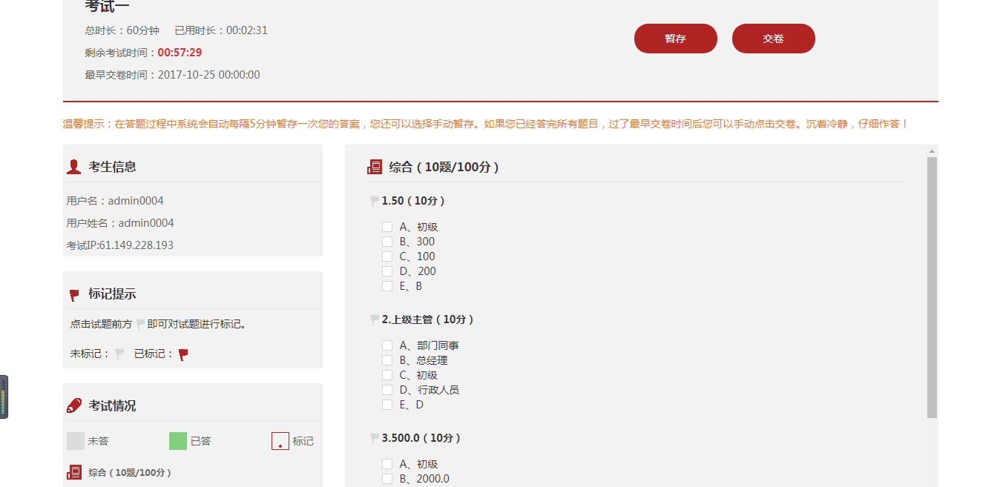 考试一
总时长：60分钟 已用时长：00:02:31
剩余考试时间：00:57:29
最早交卷时间：2017-10-25 00:00:00
暂存
交卷
温馨提示：在答题过程中系统会自动每隔5分钟暂存一次您的答案，您还可以选择手动暂存。如果您已经答完所有题目，过了最早交卷时间后您可以手动点击交卷。沉着冷静，仔细作答！
考生信息
用户名：admin0004
用户姓名：admin0004
考试IP:61.149.228.193
标记提示
点击试题前方 即可对试题进行标记。
未标记： 已标记：
考试情况
未答 已答 标记
综合（10题/100分）
综合（10题/100分）
1.50（10分）
A、初级
B、300
C、100
D、200
E、B
2.上级主管（10分）
A、部门同事
B、总经理
C、初级
D、行政人员
E、D
3.500.0（10分）
A、初级
B、2000.0